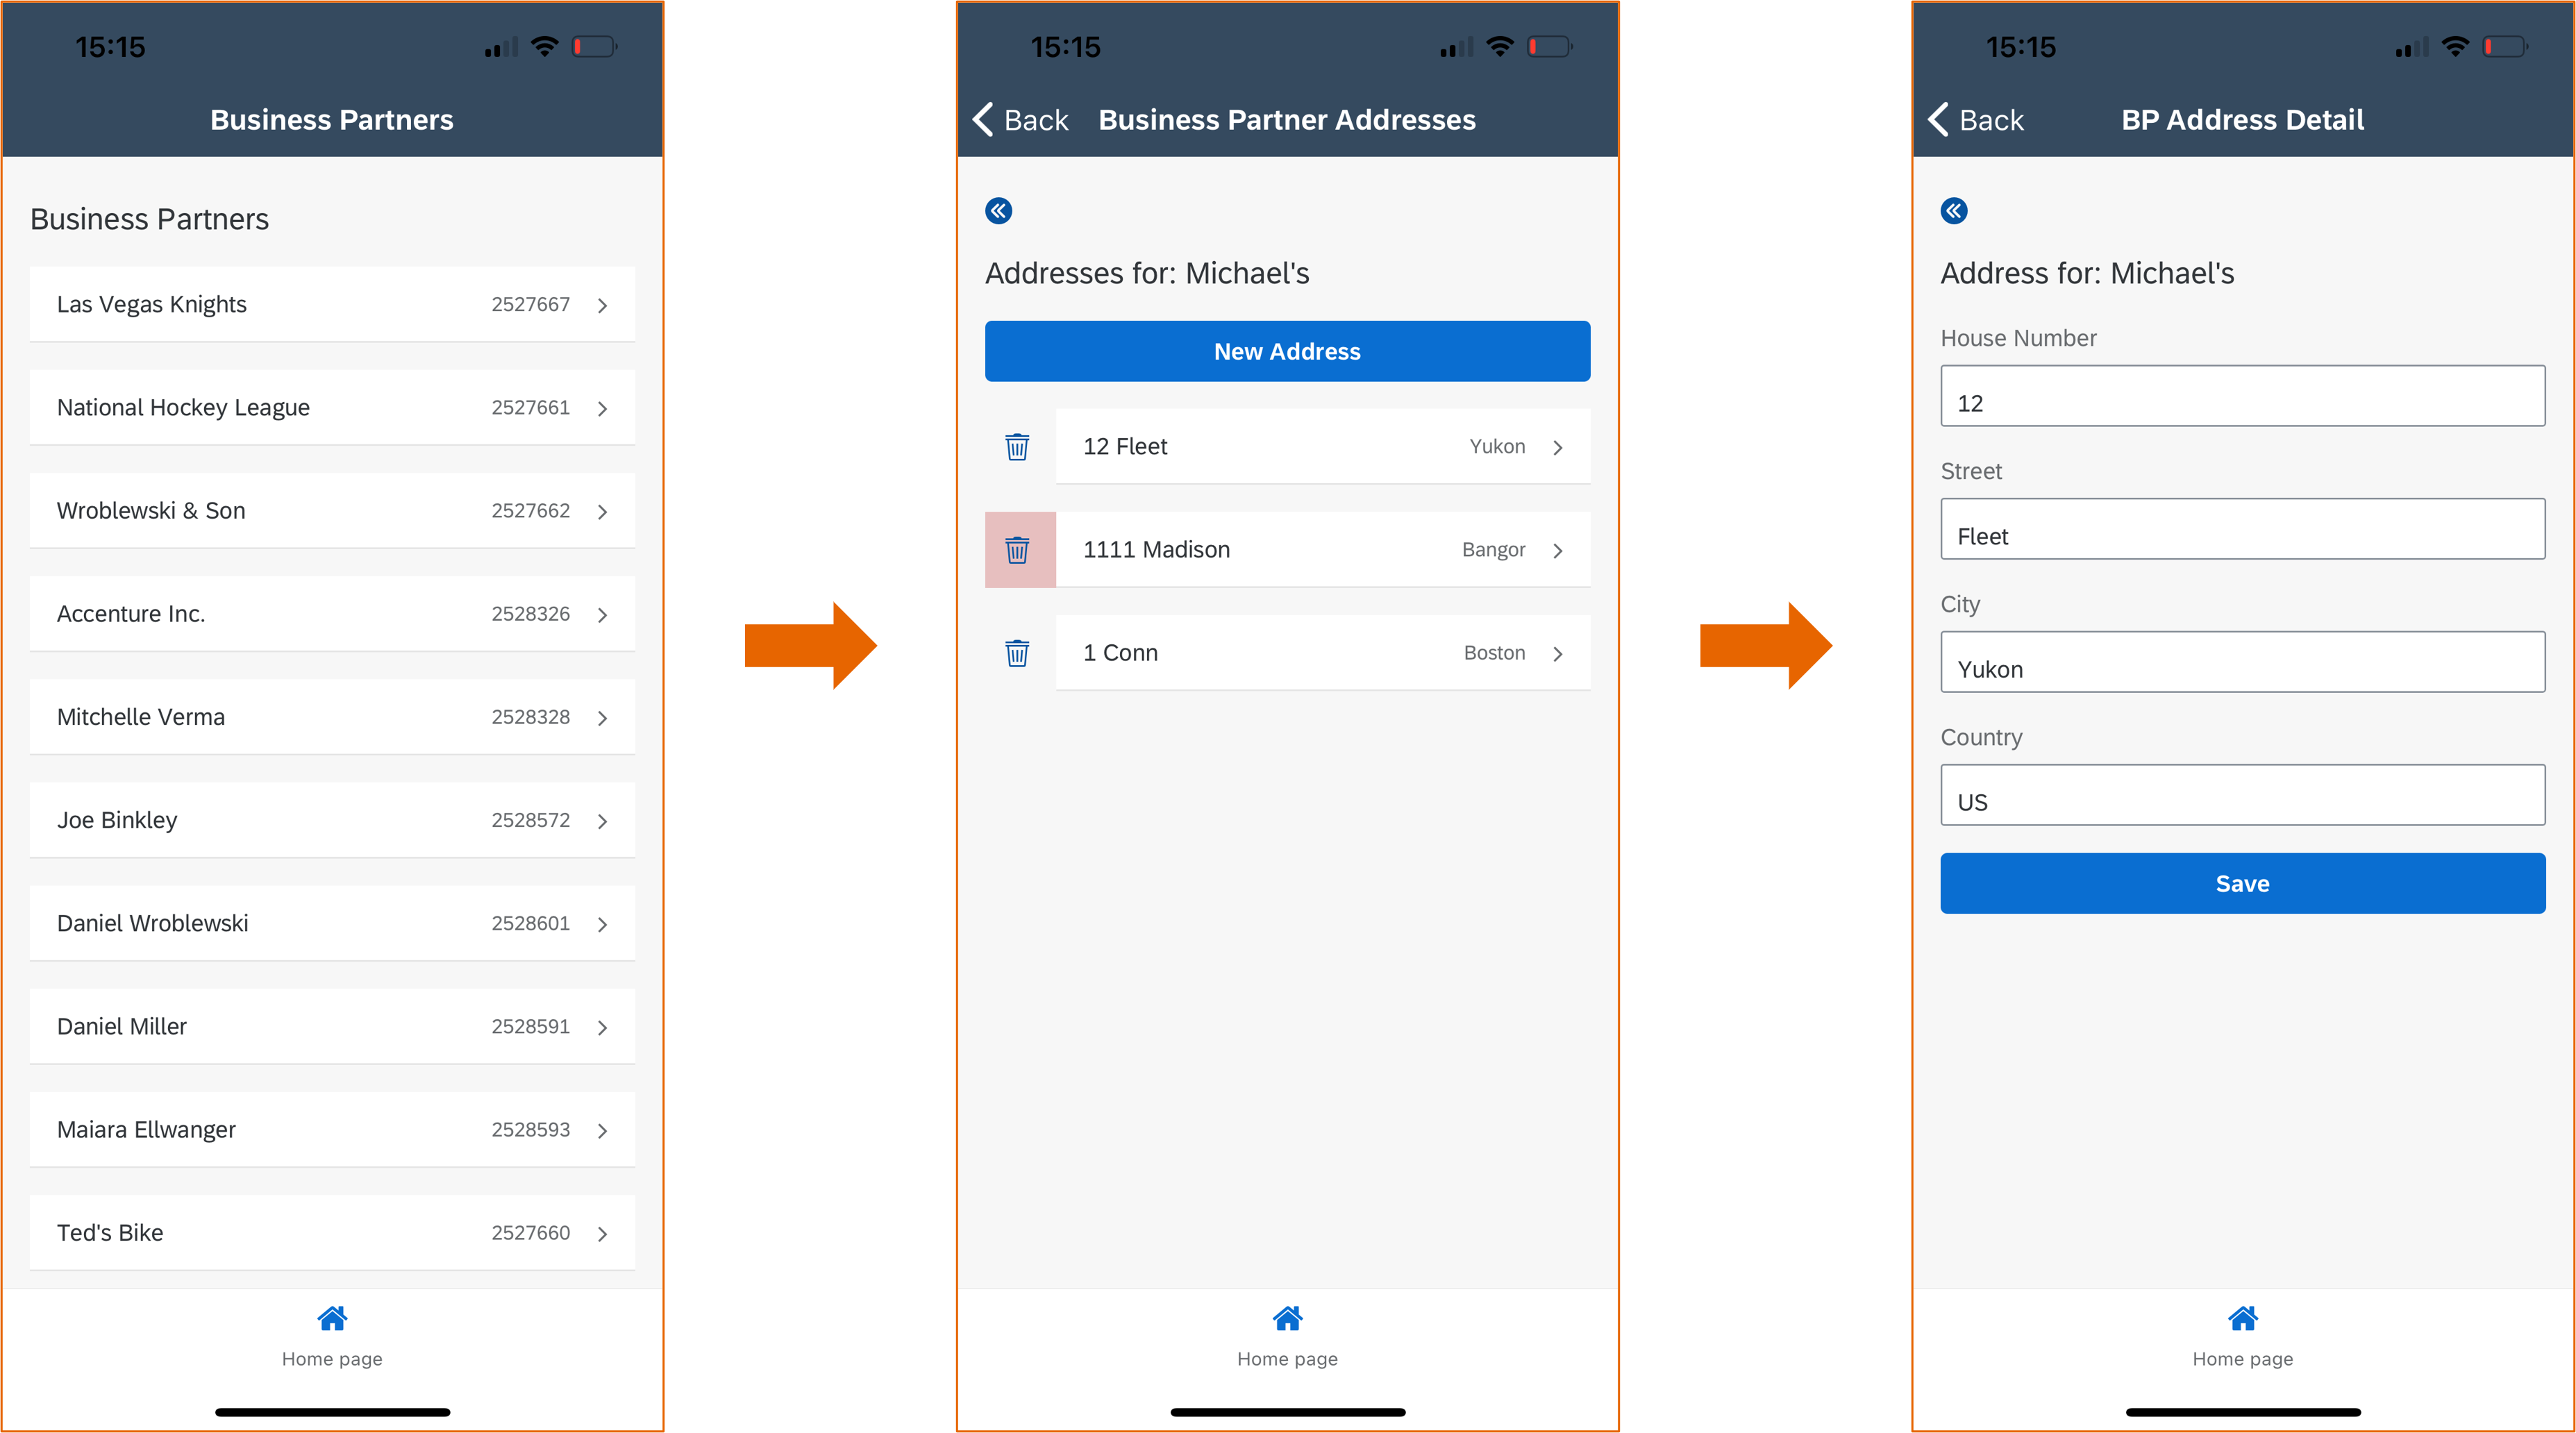 15:15
Business Partners
Business Partners
Las Vegas Knights 2527667
National Hockey League 2527661
Wroblewski & Son 2527662
Accenture Inc. 2528326
Mitchelle Verma 2528328
Joe Binkley 2528572
Daniel Wroblewski 2528601
Daniel Miller 2528591
Maiara Ellwanger 2528593
Ted's Bike 2527660
Home page
15:15
Back Business Partner Addresses
Addresses for: Michael's
New Address
12 Fleet Yukon
1111 Madison Bangor
1 Conn Boston
Home page
15:15
Back BP Address Detail
Address for: Michael's
House Number
12
Street
Fleet
City
Yukon
Country
US
Save
Home page